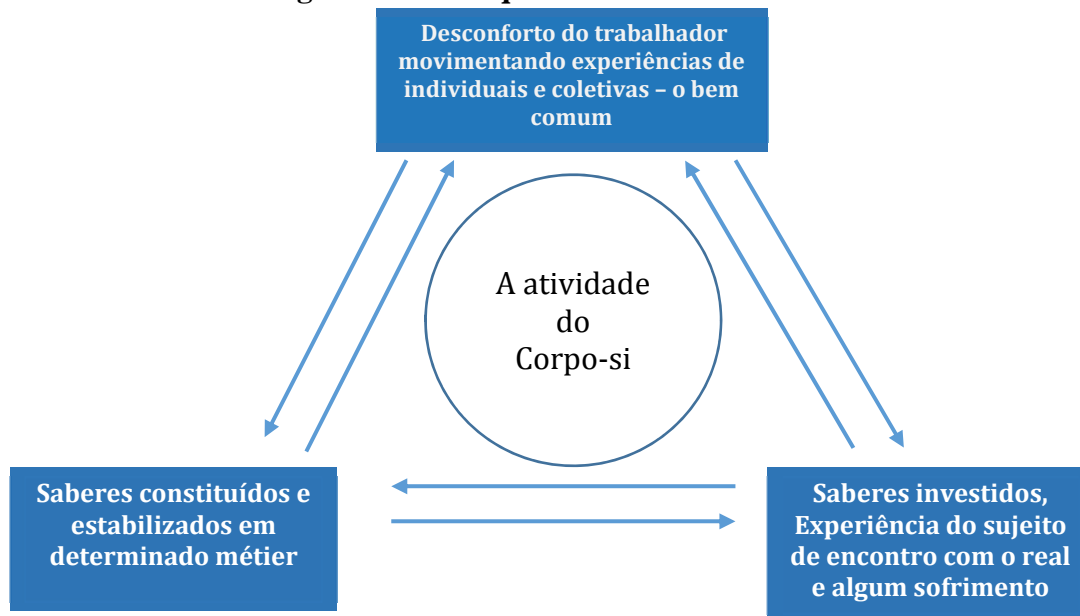 Desconforto do trabalhador
movimentando experiências de
individuais e coletivas – o bem
comum
A atividade
do
Corpo-si
Saberes constituídos e
estabilizados em
determinado métier
Saberes investidos,
Experiência do sujeito
de encontro com o real
e algum sofrimento